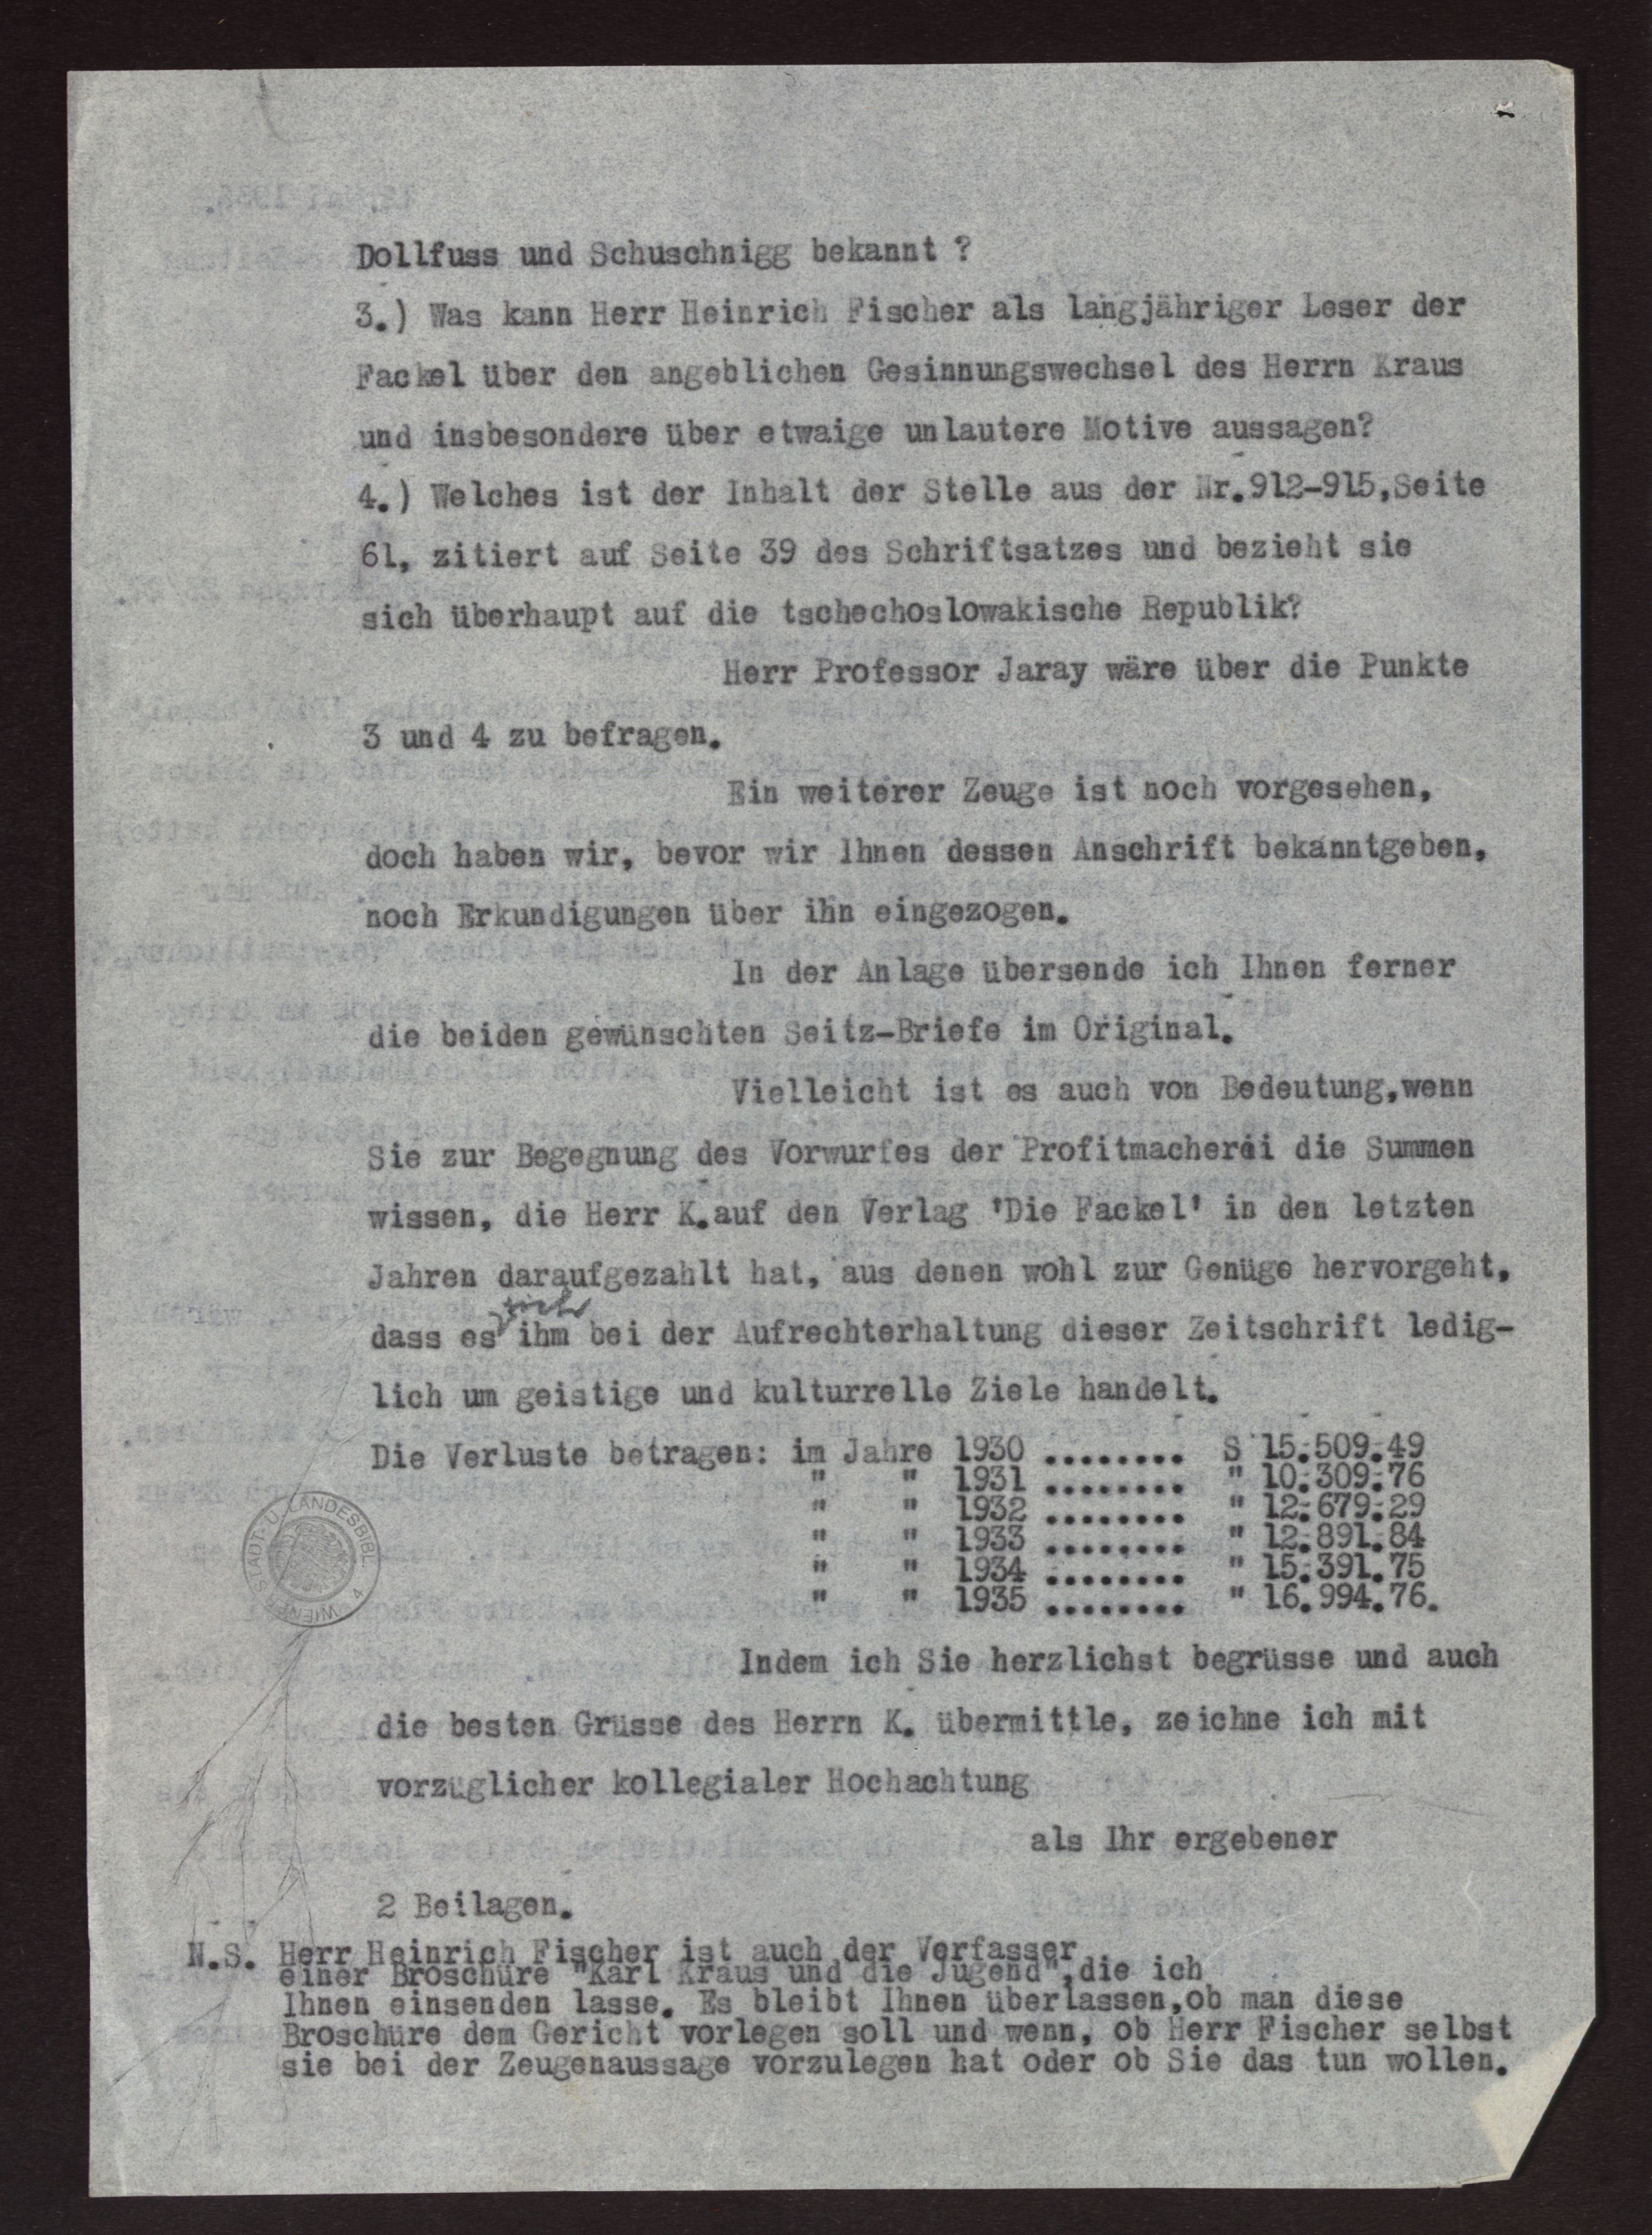 Dollfuss und Schuschnigg bekannt ?
3.) Was kann Herr Heinrich Fischer als langjähriger Leser der
Fackel über den angeblichen Gesinnungswechsel des Herrn Kraus
und insbesondere über etwaige unlautere Motive aussagen?
4.) Welches ist der Inhalt der Stelle aus der Nr.912-915,Seite
61, zitiert auf Seite 39 des Schriftsatzes und bezieht sie
sich überhaupt auf die tschechoslowakische Republik?
Herr Professor Jaray wäre über die Punkte
3 und 4 zu befragen.
Ein weiterer Zeuge ist noch vorgesehen,
doch haben wir, bevor wir Ihnen dessen Anschrift bekanntgeben,
noch Erkundigungen über ihn eingezogen.
In der Anlage übersende ich Ihnen ferner
die beiden gewünschten Seitz-Briefe im Original.
Vielleicht ist es auch von Bedeutung,wenn
Sie zur Begegnung des Vorwurfes der Profitmacherei die Summen
wissen, die Herr K.auf den Verlag 'Die Fackel' in den letzten
Jahren daraufgezahlt hat, aus denen wohl zur Genüge hervorgeht,
sich
dass es ihm bei der Aufrechterhaltung dieser Zeitschrift ledig-
lich um geistige und kulturrelle Ziele handelt.
Die Verluste betragen: im Jahre 1930 ........ S 15.509.49
" " 1931 ........ " 10.309.76
" " 1932 ........ " 12.679.29
" " 1933 ........ " 12.891.84
" " 1934 ........ " 15.391.75
" " 1935 ........ " 16.994.76.
WIENER STADT- U. LANDESBIBL. 4
Indem ich Sie herzlichst begrüsse und auch
die besten Grüsse des Herrn K. übermittle, zeichne ich mit
vorzüglicher kollegialer Hochachtung
als Ihr ergebener
2 Beilagen.
N.S. Herr Heinrich Fischer ist auch der Verfasser
einer Broschüre "Karl Kraus und die Jugend",die ich
Ihnen einsenden lasse. Es bleibt Ihnen überlassen,ob man diese
Broschüre dem Gericht vorlegen soll und wenn, ob Herr Fischer selbst
sie bei der Zeugenaussage vorzulegen hat oder ob Sie das tun wollen.